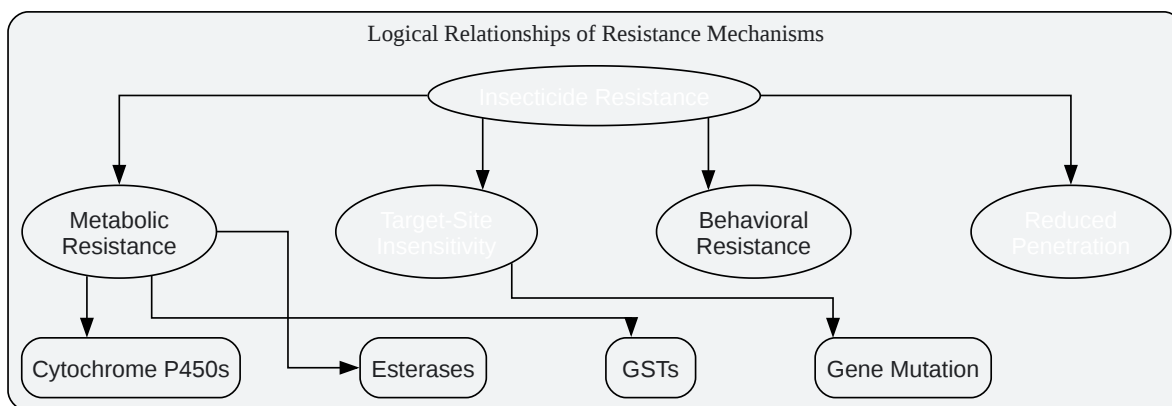 Logical Relationships of Resistance Mechanisms
Insecticide Resistance
Metabolic
Resistance
Target-Site
Insensitivity
Behavioral
Resistance
Reduced
Penetration
Cytochrome P450s
Esterases
GSTs
Gene Mutation